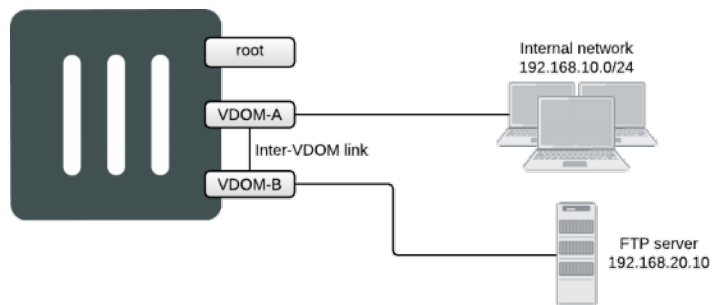 root
Internal network
192.168.10.0/24
VDOM-A
Inter-VDOM link
VDOM-B
FTP server
192.168.20.10